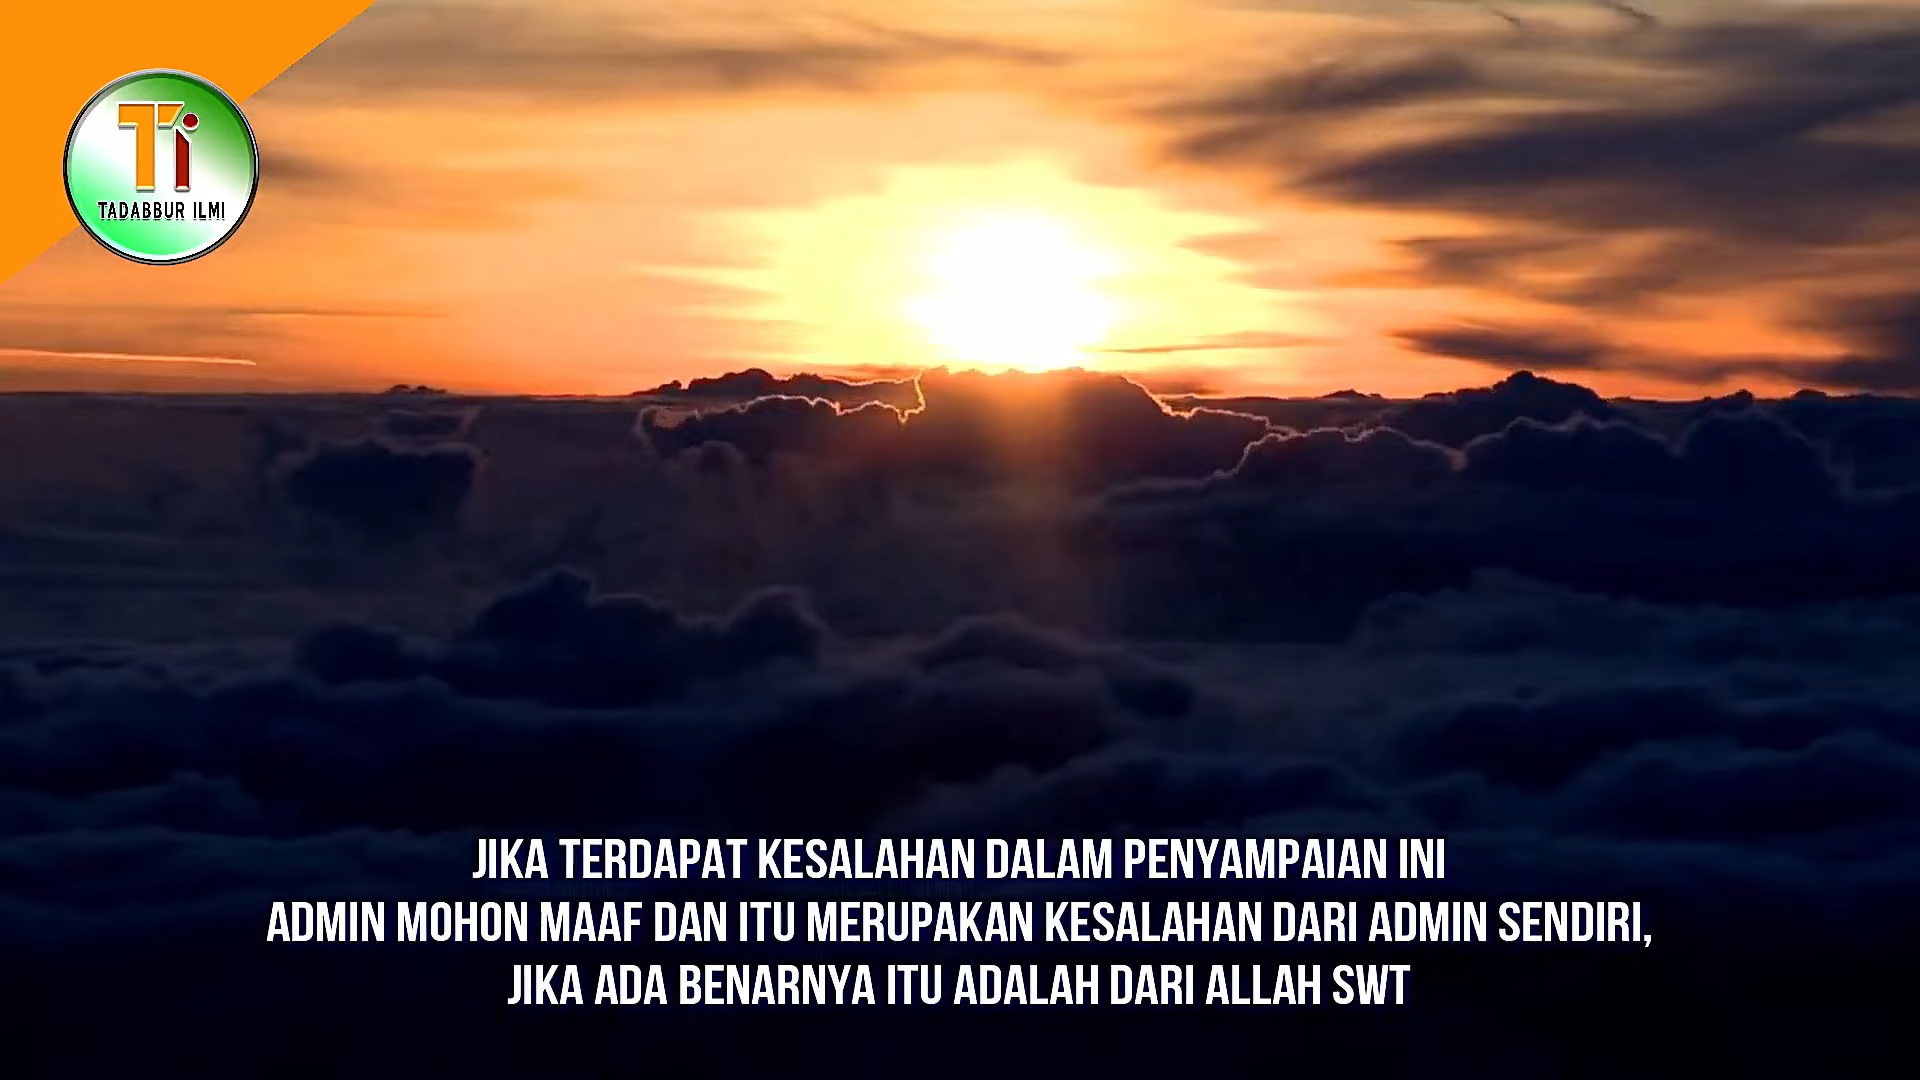 Ti
TADABBUR ILMI
JIKA TERDAPAT KESALAHAN DALAM PENYAMPAIAN INI
ADMIN MOHON MAAF DAN ITU MERUPAKAN KESALAHAN DARI ADMIN SENDIRI,
JIKA ADA BENARNYA ITU ADALAH DARI ALLAH SWT